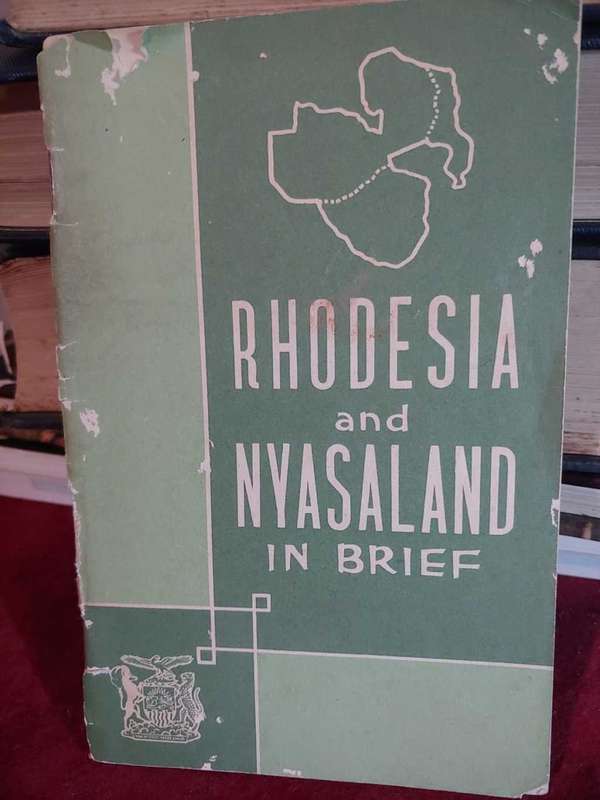 RHODESIA
and
NYASALAND
IN BRIEF